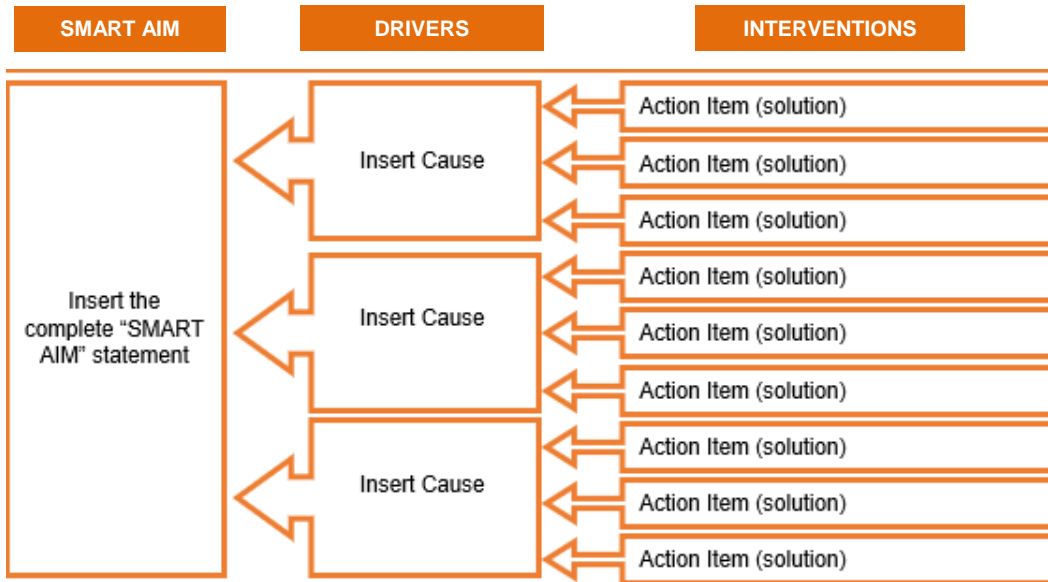 SMART AIM
DRIVERS
INTERVENTIONS
Insert the
complete “SMART
AIM” statement
Insert Cause
Insert Cause
Insert Cause
Action Item (solution)
Action Item (solution)
Action Item (solution)
Action Item (solution)
Action Item (solution)
Action Item (solution)
Action Item (solution)
Action Item (solution)
Action Item (solution)